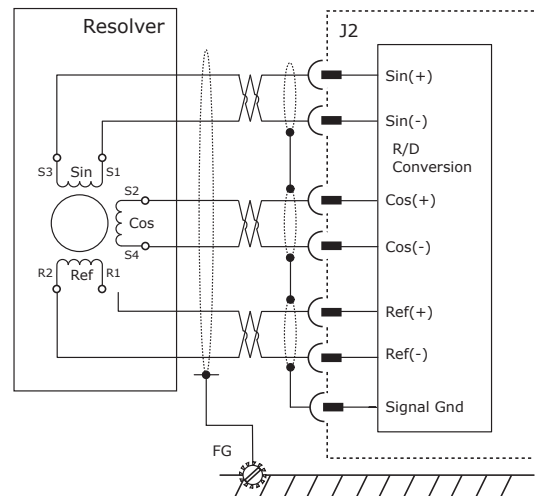 Resolver
J2
Sin(+)
Sin(-)
R/D
Conversion
S3 Sin S1
S2
Cos(+)
Cos
S4
Cos(-)
R2 Ref R1
Ref(+)
Ref(-)
Signal Gnd
FG